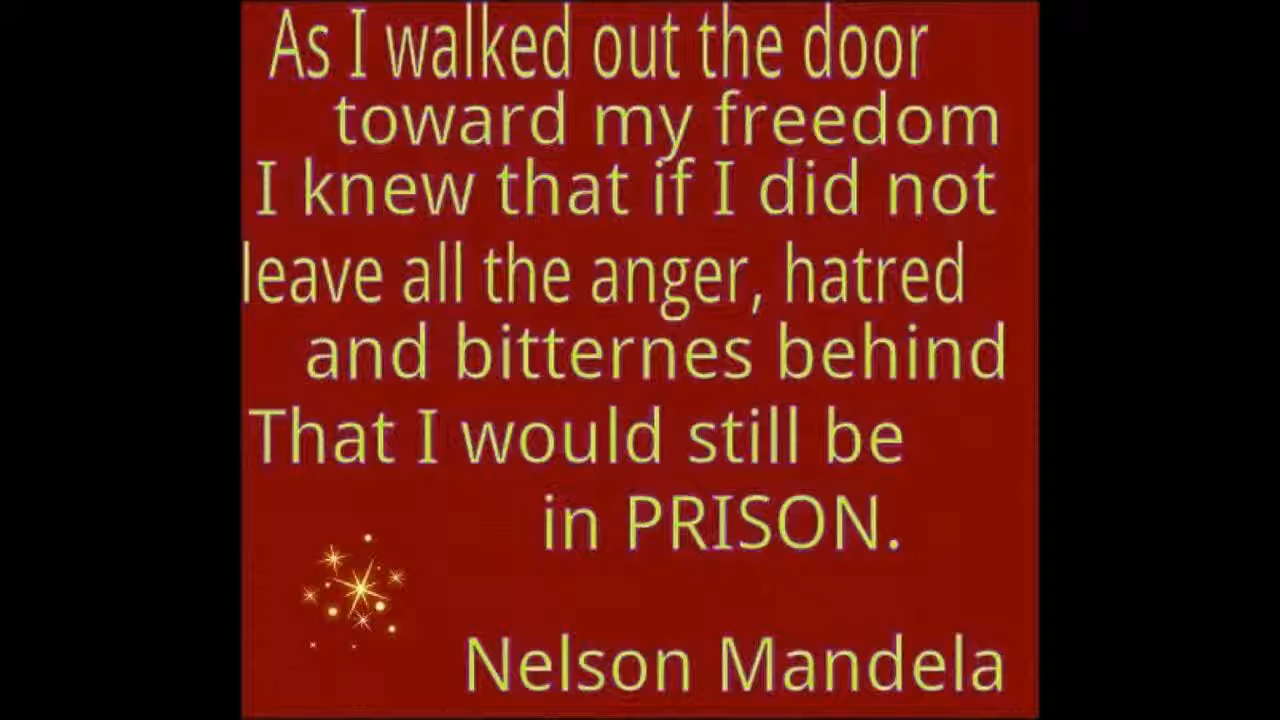 As I walked out the door
toward my freedom
I knew that if I did not
leave all the anger, hatred
and bitternes behind
That I would still be
in PRISON.
Nelson Mandela